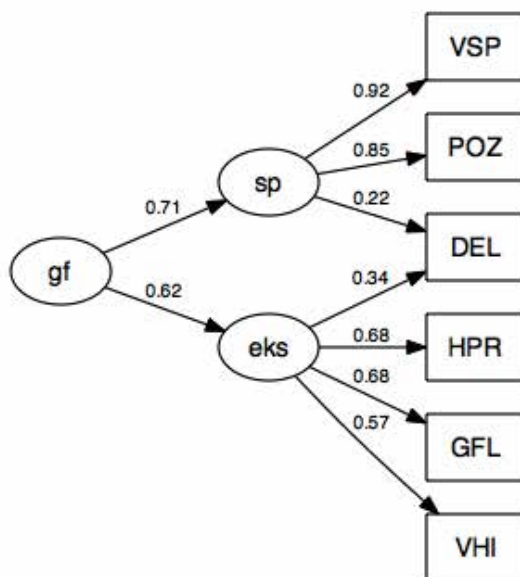 VSP
0.92
POZ
0.85
sp
0.22
0.71
DEL
gf
0.34
0.62
eks
0.68
HPR
0.68
GFL
0.57
VHI